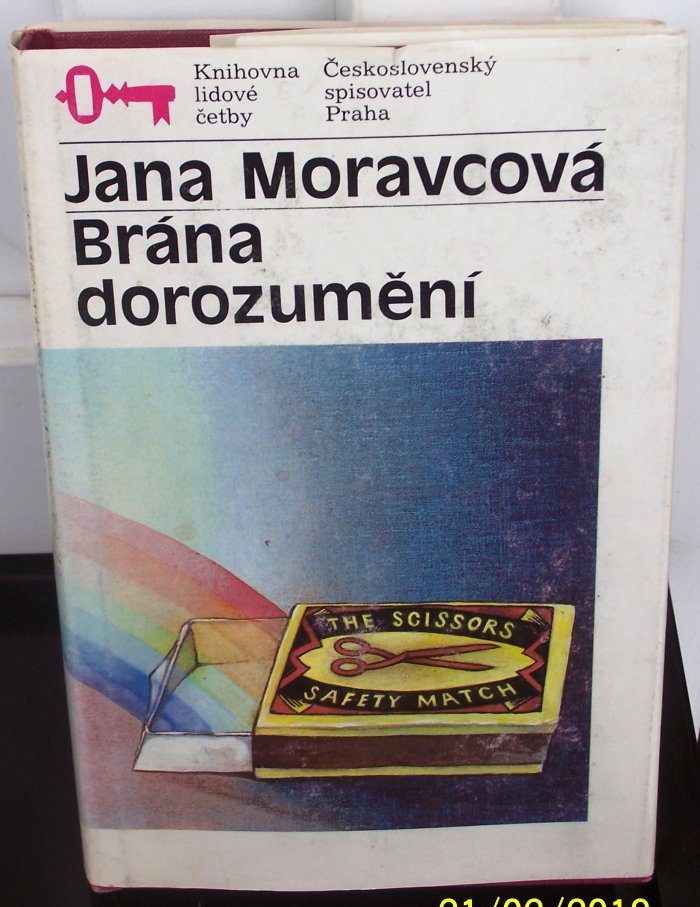 Knihovna
lidové
četby
Československý
spisovatel
Praha
Jana Moravcová
Brána
dorozumění
THE SCISSORS
SAFETY MATCH